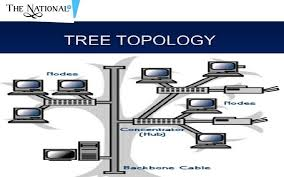 THE NATIONAL
TREE TOPOLOGY
Nodes
Nodes
Concentrator
(Hub)
Backbone Cable